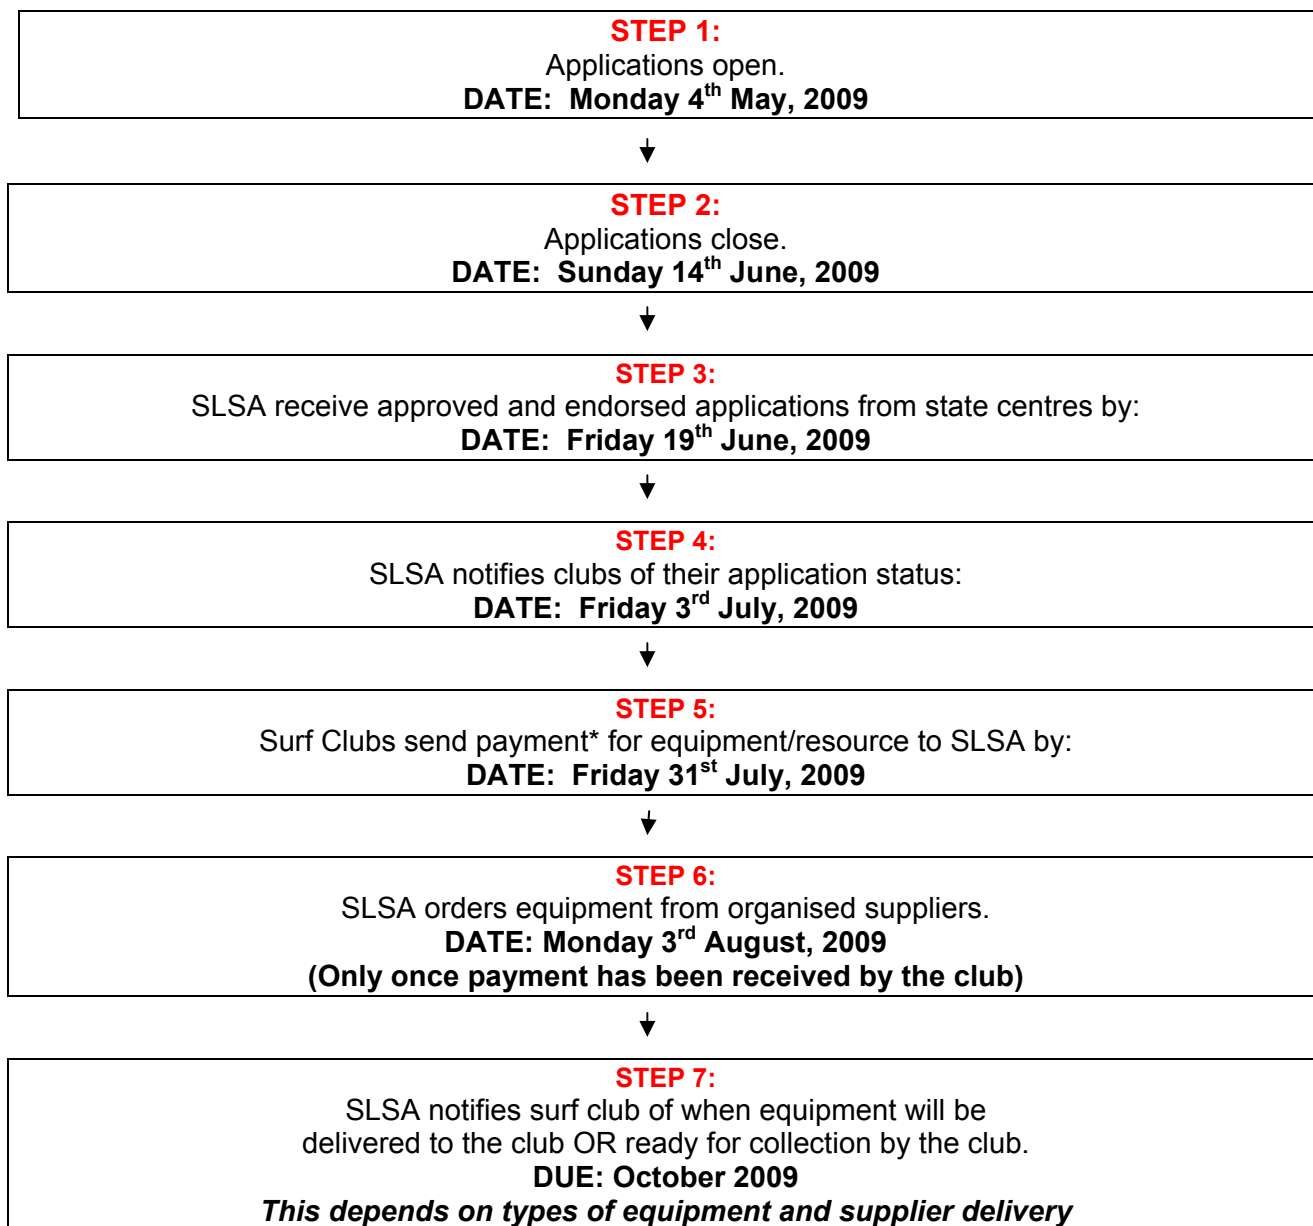 STEP 1:
Applications open.
DATE:  Monday 4th May, 2009
STEP 2:
Applications close.
DATE:  Sunday 14th June, 2009
STEP 3:
SLSA receive approved and endorsed applications from state centres by:
DATE:  Friday 19th June, 2009
STEP 4:
SLSA notifies clubs of their application status:
DATE:  Friday 3rd July, 2009
STEP 5:
Surf Clubs send payment* for equipment/resource to SLSA by:
DATE:  Friday 31st July, 2009
STEP 6:
SLSA orders equipment from organised suppliers.
DATE: Monday 3rd August, 2009
(Only once payment has been received by the club)
STEP 7:
SLSA notifies surf club of when equipment will be
delivered to the club OR ready for collection by the club.
DUE: October 2009
This depends on types of equipment and supplier delivery